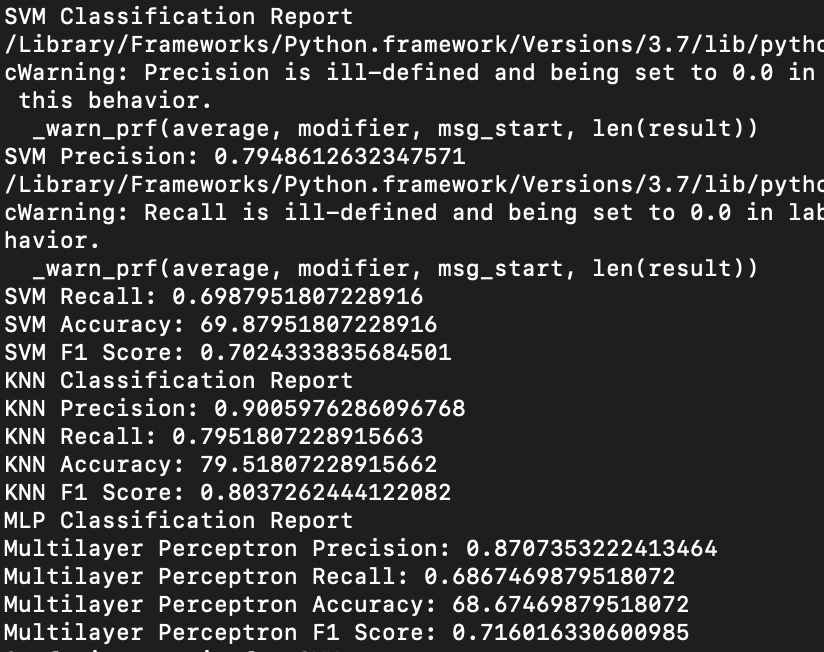 SVM Classification Report
/Library/Frameworks/Python.framework/Versions/3.7/lib/pytho
cWarning: Precision is ill-defined and being set to 0.0 in
 this behavior.
  _warn_prf(average, modifier, msg_start, len(result))
SVM Precision: 0.7948612632347571
/Library/Frameworks/Python.framework/Versions/3.7/lib/pytho
cWarning: Recall is ill-defined and being set to 0.0 in lab
havior.
  _warn_prf(average, modifier, msg_start, len(result))
SVM Recall: 0.6987951807228916
SVM Accuracy: 69.87951807228916
SVM F1 Score: 0.7024333835684501
KNN Classification Report
KNN Precision: 0.9005976286096768
KNN Recall: 0.7951807228915663
KNN Accuracy: 79.51807228915662
KNN F1 Score: 0.8037262444122082
MLP Classification Report
Multilayer Perceptron Precision: 0.8707353222413464
Multilayer Perceptron Recall: 0.6867469879518072
Multilayer Perceptron Accuracy: 68.67469879518072
Multilayer Perceptron F1 Score: 0.716016330600985